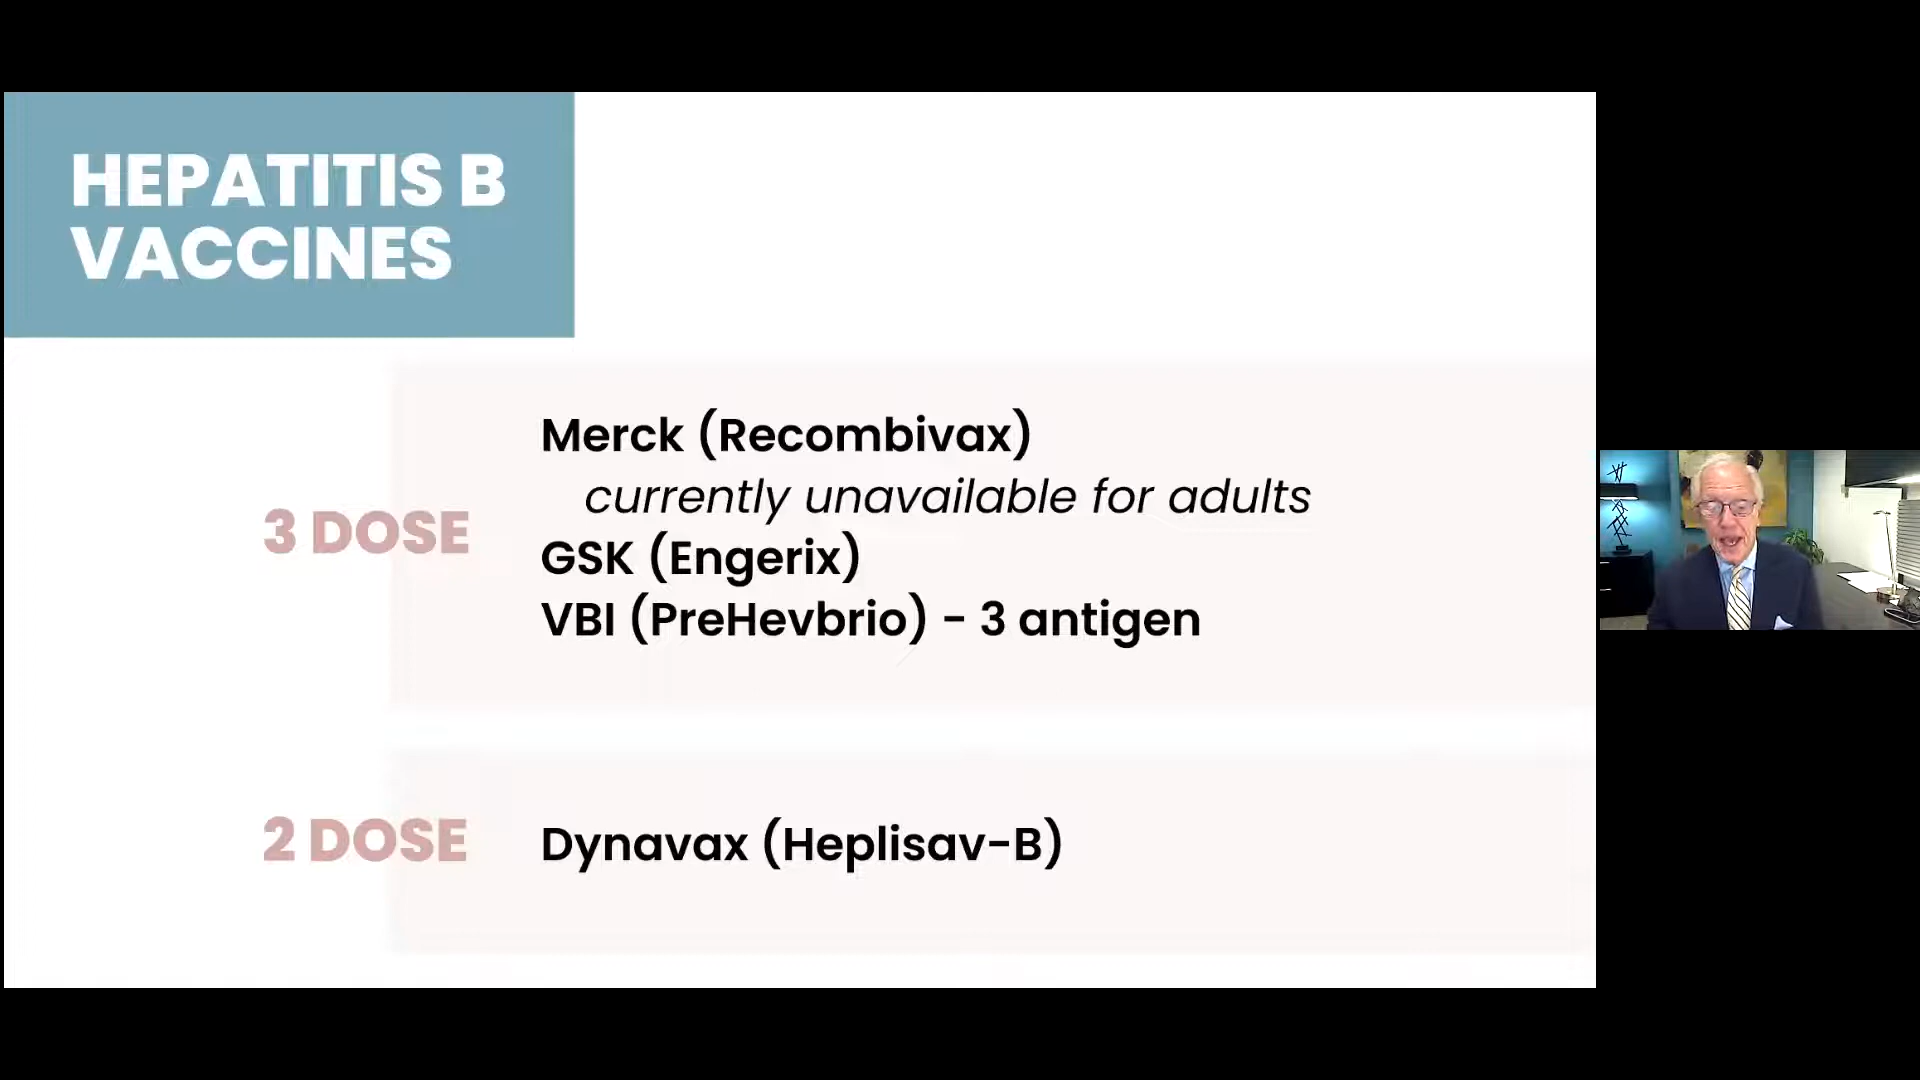 HEPATITIS B
VACCINES
3 DOSE
Merck (Recombivax)
currently unavailable for adults
GSK (Engerix)
VBI (PreHevbrio) - 3 antigen
2 DOSE
Dynavax (Heplisav-B)